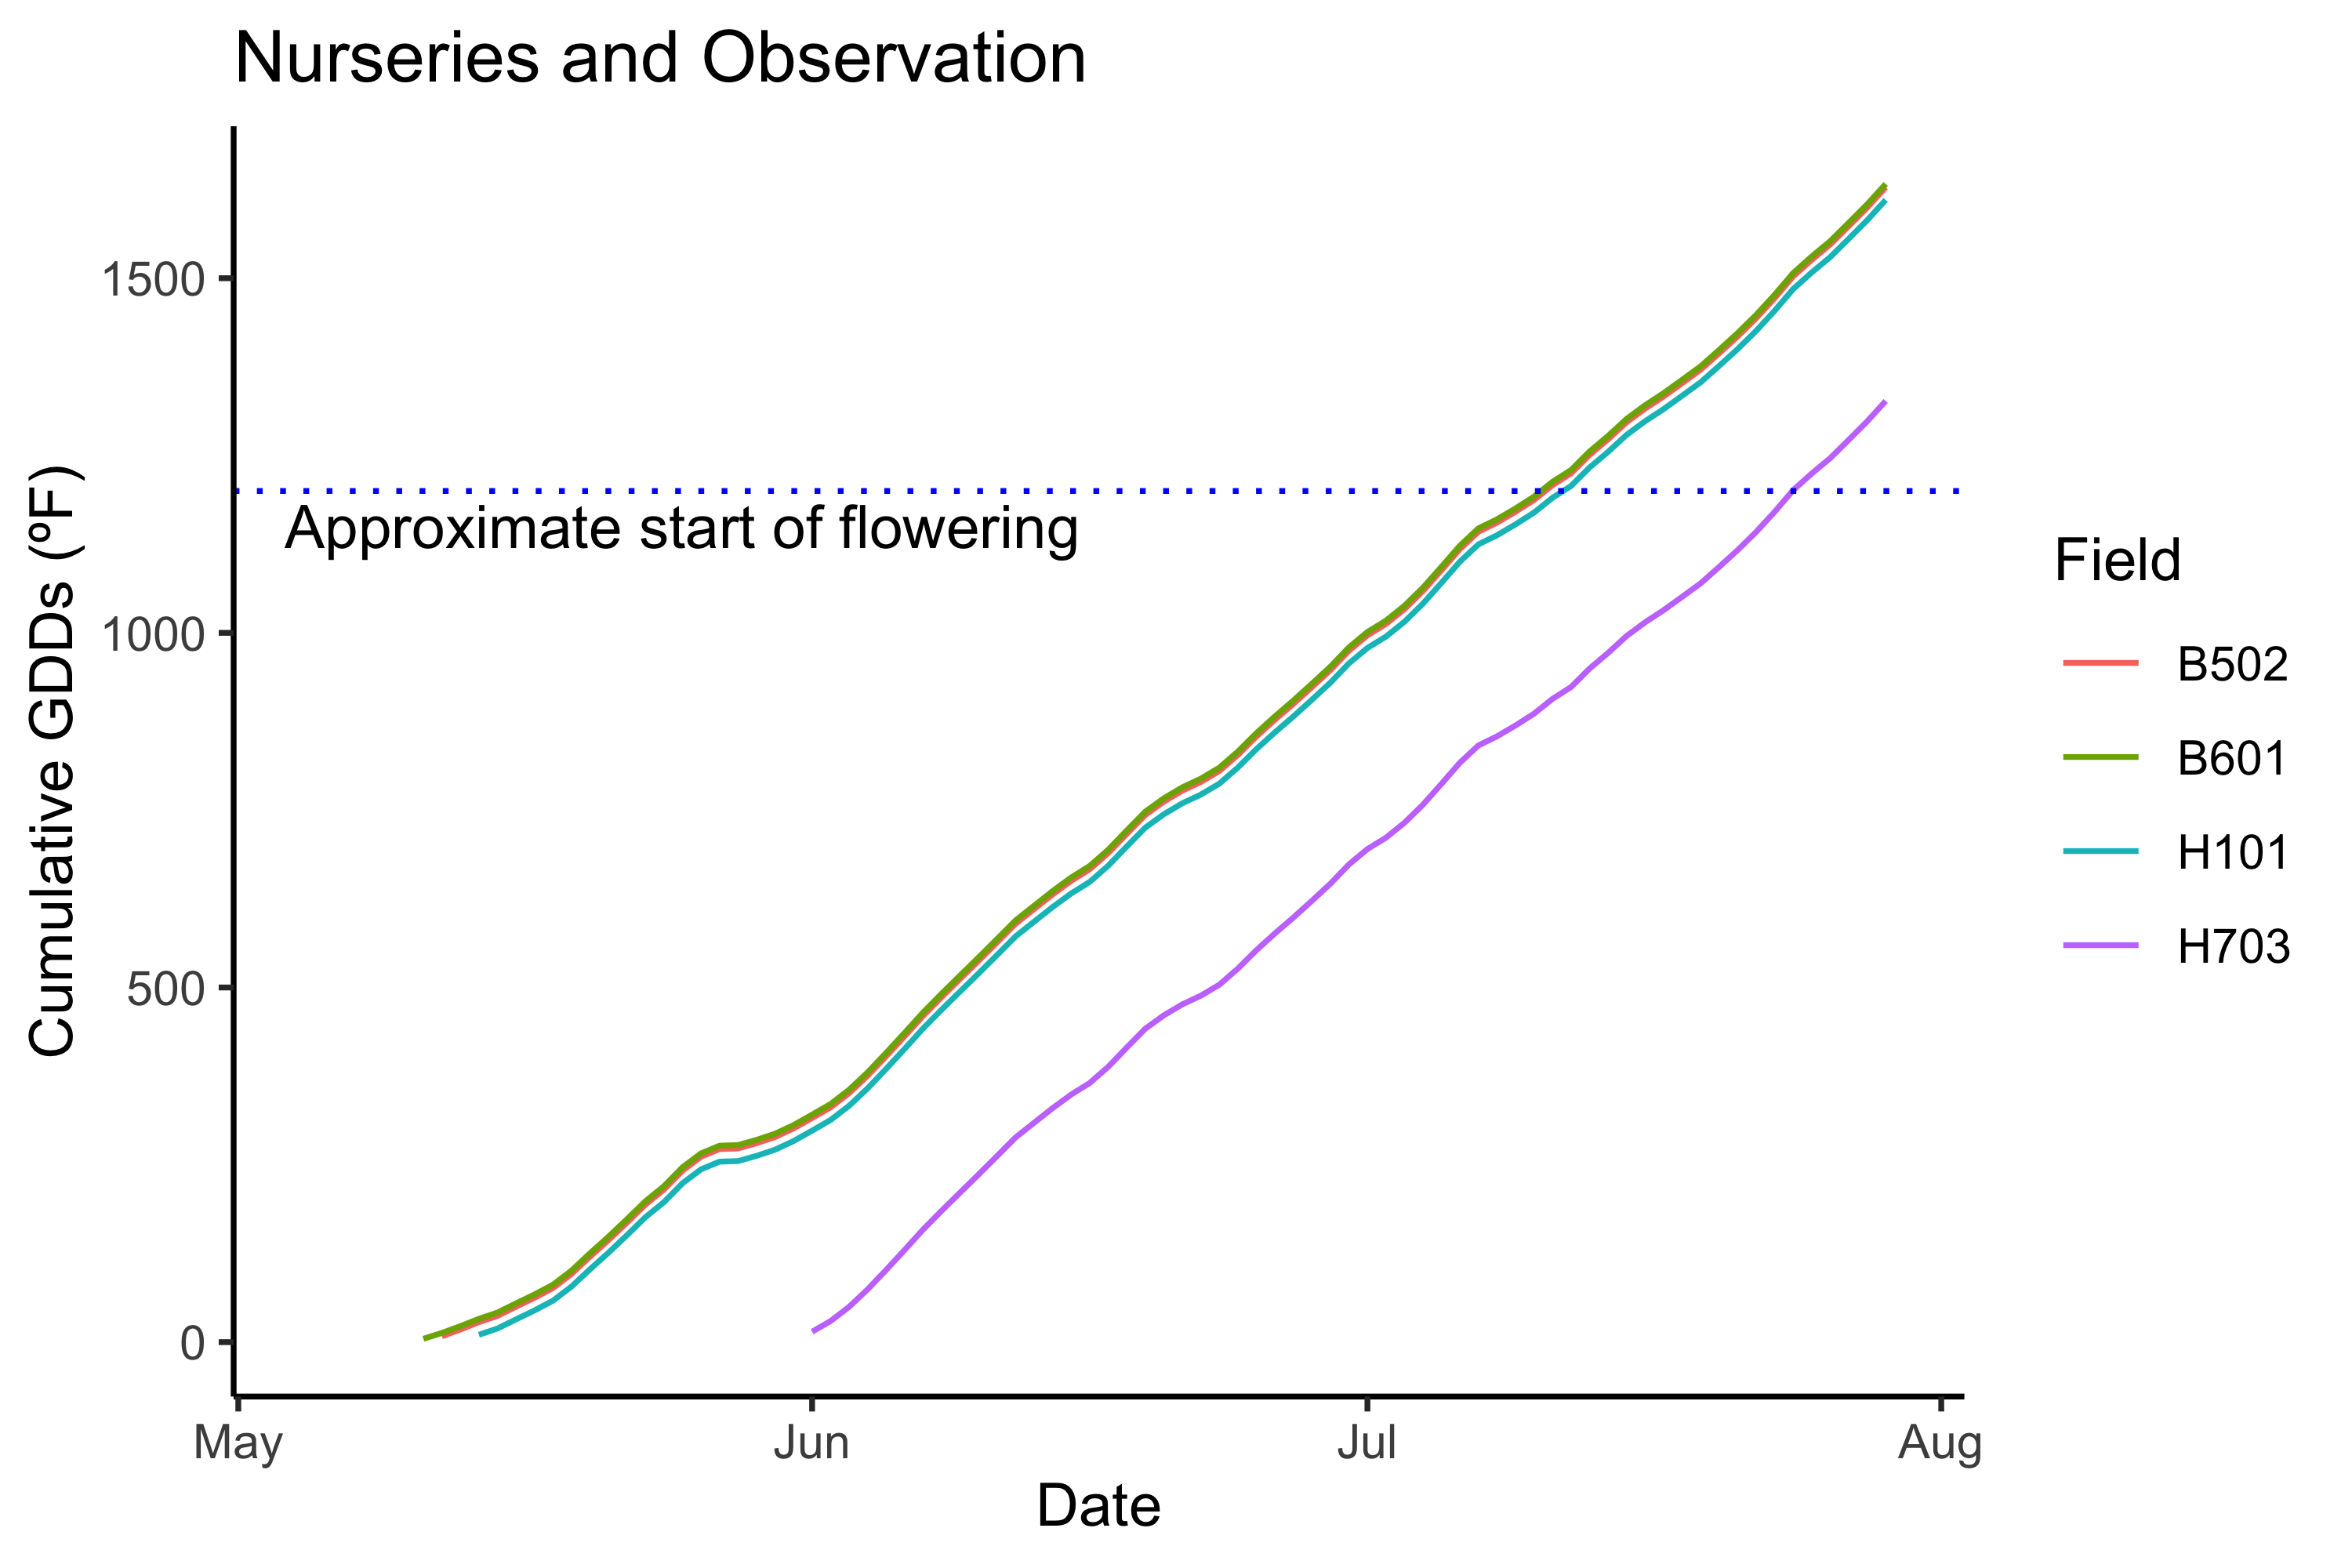 Nurseries and Observation
Cumulative GDDs (ºF)
1500
1000
500
0
Approximate start of flowering
May
Jun
Jul
Aug
Date
Field
B502
B601
H101
H703